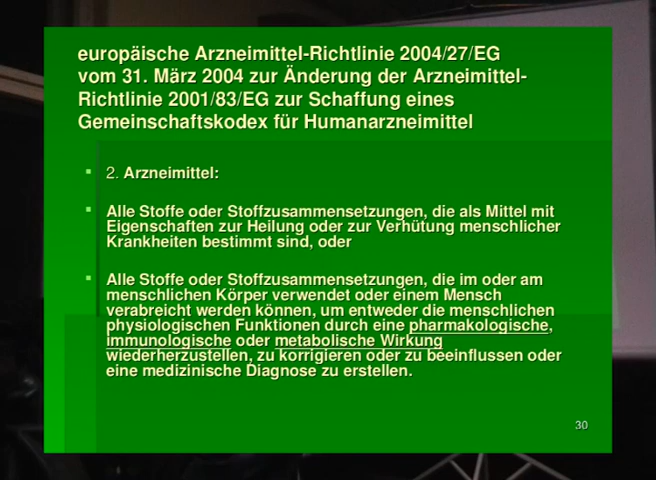 europäische Arzneimittel-Richtlinie 2004/27/EG
vom 31. März 2004 zur Änderung der Arzneimittel-
Richtlinie 2001/83/EG zur Schaffung eines
Gemeinschaftskodex für Humanarzneimittel
2. Arzneimittel:
Alle Stoffe oder Stoffzusammensetzungen, die als Mittel mit
Eigenschaften zur Heilung oder zur Verhütung menschlicher
Krankheiten bestimmt sind, oder
Alle Stoffe oder Stoffzusammensetzungen, die im oder am
menschlichen Körper verwendet oder einem Mensch
verabreicht werden können, um entweder die menschlichen
physiologischen Funktionen durch eine pharmakologische,
immunologische oder metabolische Wirkung
wiederherzustellen, zu korrigieren oder zu beeinflussen oder
eine medizinische Diagnose zu erstellen.
30